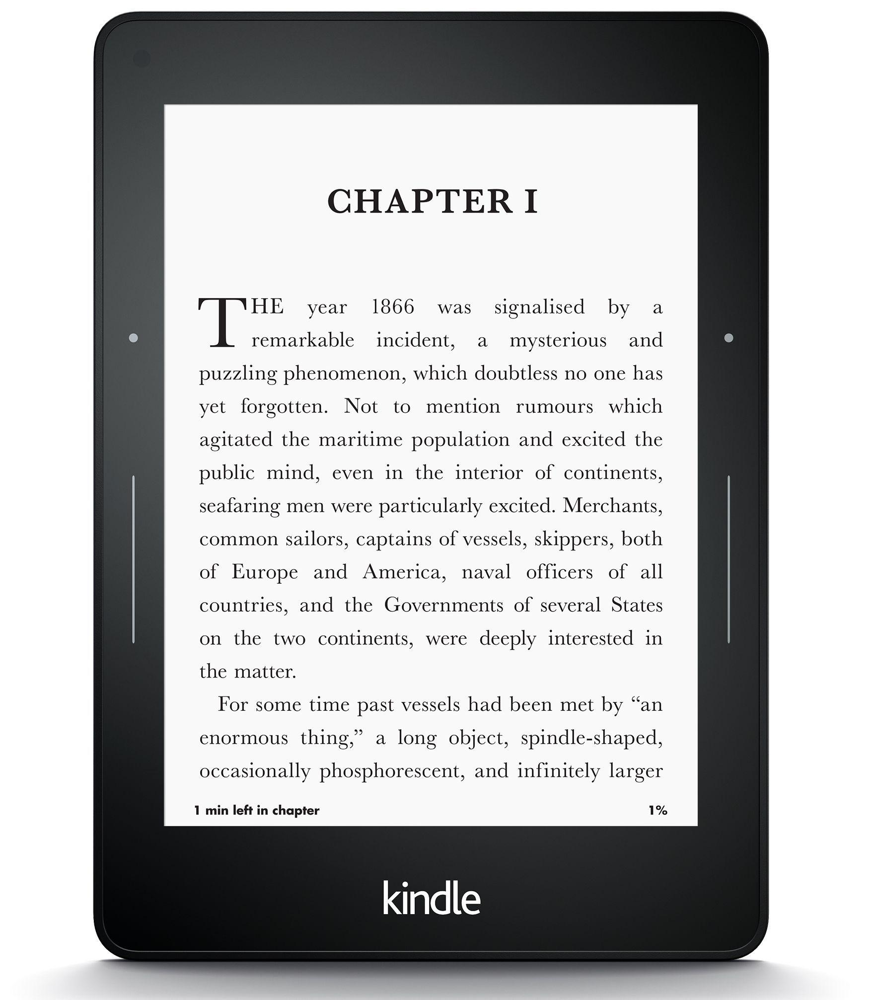 CHAPTER I
THE year 1866 was signalised by a
remarkable incident, a mysterious and
puzzling phenomenon, which doubtless no one has
yet forgotten. Not to mention rumours which
agitated the maritime population and excited the
public mind, even in the interior of continents,
seafaring men were particularly excited. Merchants,
common sailors, captains of vessels, skippers, both
of Europe and America, naval officers of all
countries, and the Governments of several States
on the two continents, were deeply interested in
the matter.
For some time past vessels had been met by “an
enormous thing,” a long object, spindle-shaped,
occasionally phosphorescent, and infinitely larger
1 min left in chapter 1%
kindle